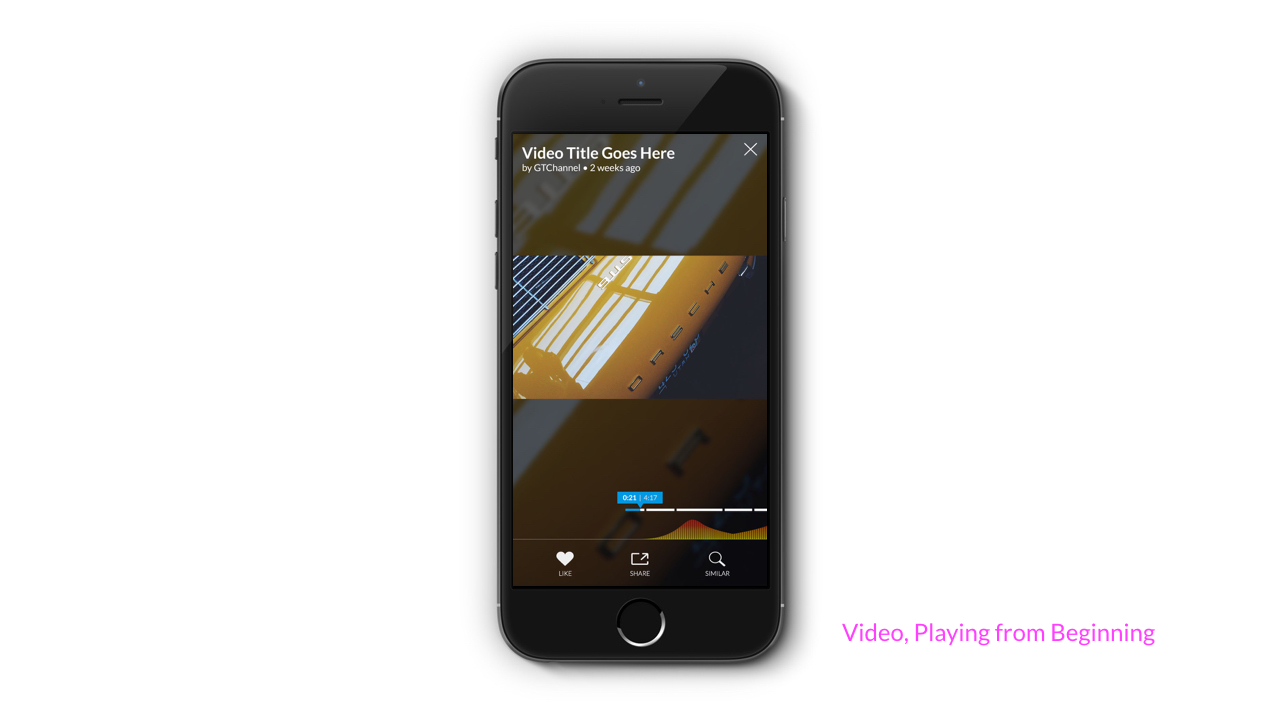 Video Title Goes Here
by GTChannel • 2 weeks ago
PORSCHE
0:21 | 4:17
LIKE
SHARE
SIMILAR
Video, Playing from Beginning